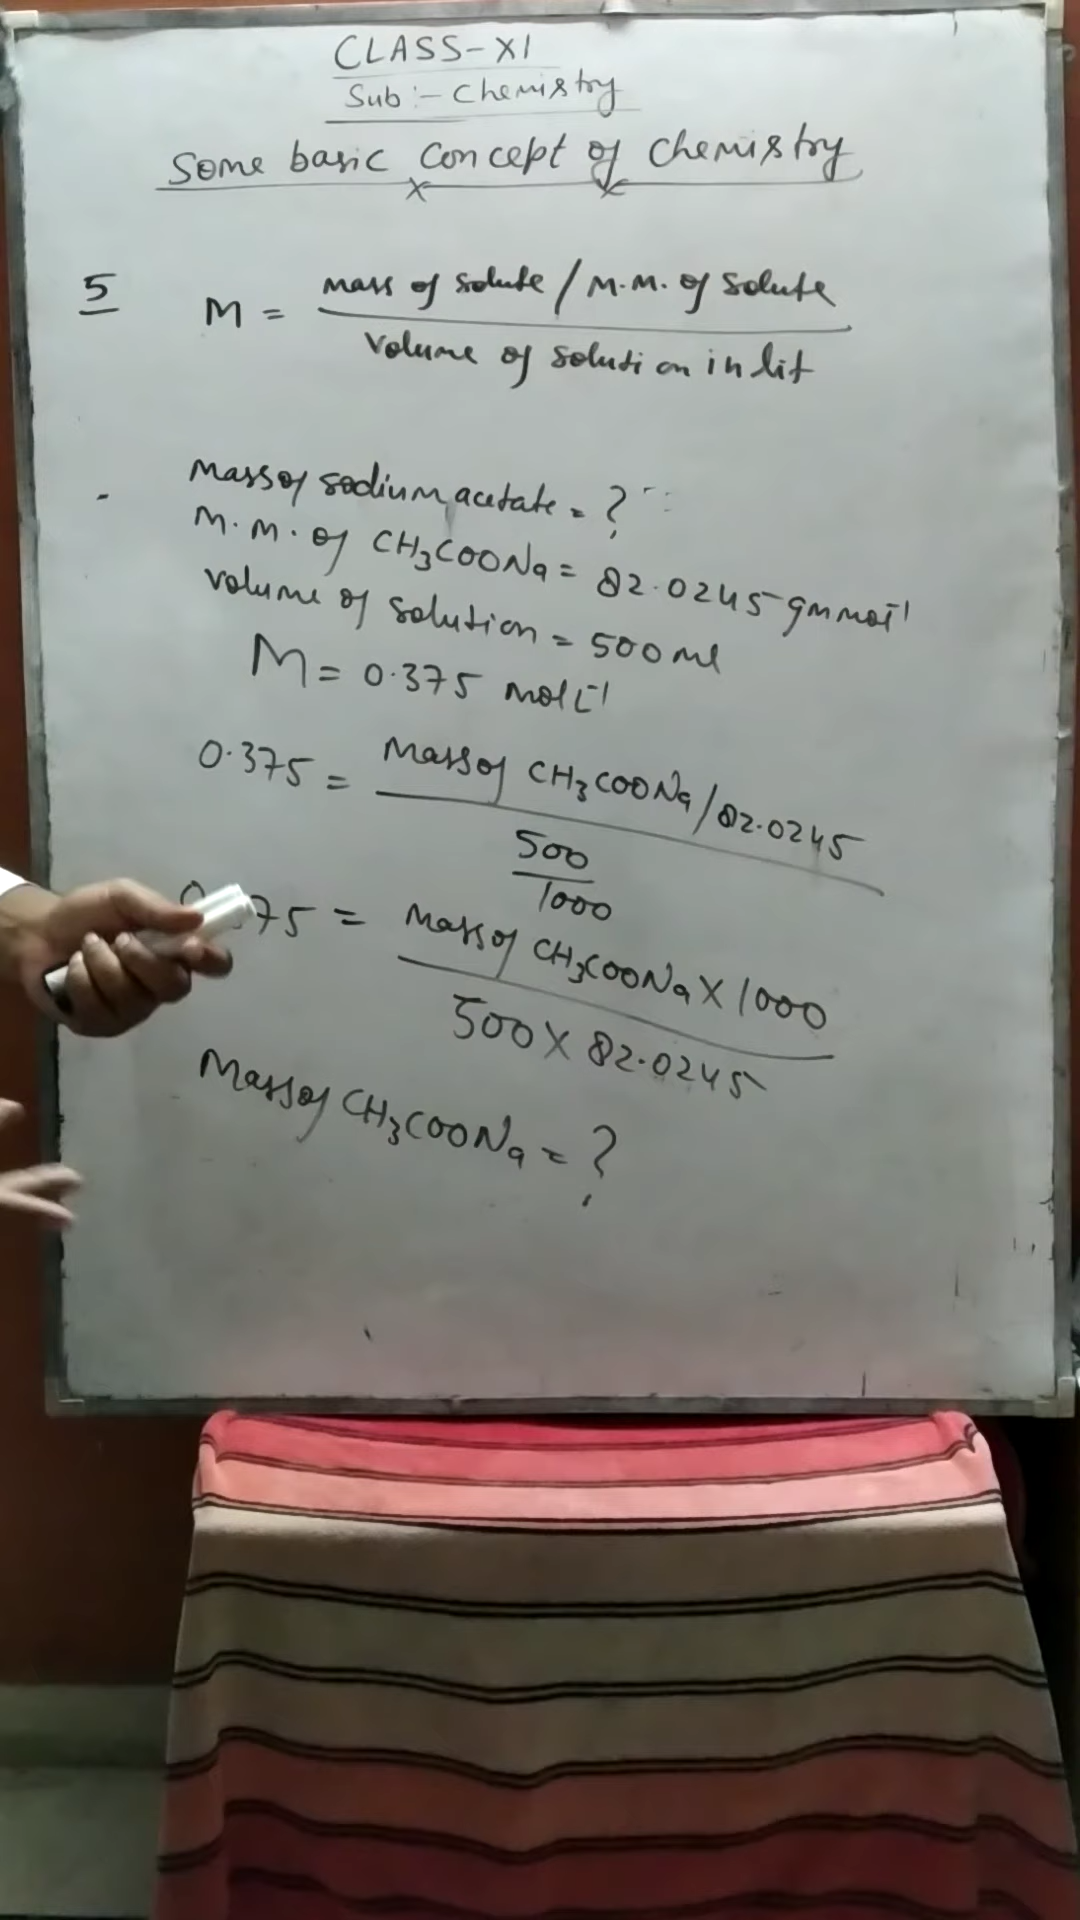 CLASS-XI
Sub:- Chemistry
Some basic concept of chemistry
5
M = mass of solute / M.M. of solute
volume of solution in lit
Mass of sodium acetate = ?
M.M. of CH₃COONa = 82.0245 gm mol⁻¹
volume of solution = 500 ml
M = 0.375 mol L⁻¹
0.375 = Mass of CH₃COONa / 82.0245
500
1000
75 = Mass of CH₃COONa X 1000
500 X 82.0245
Mass of CH₃COONa = ?